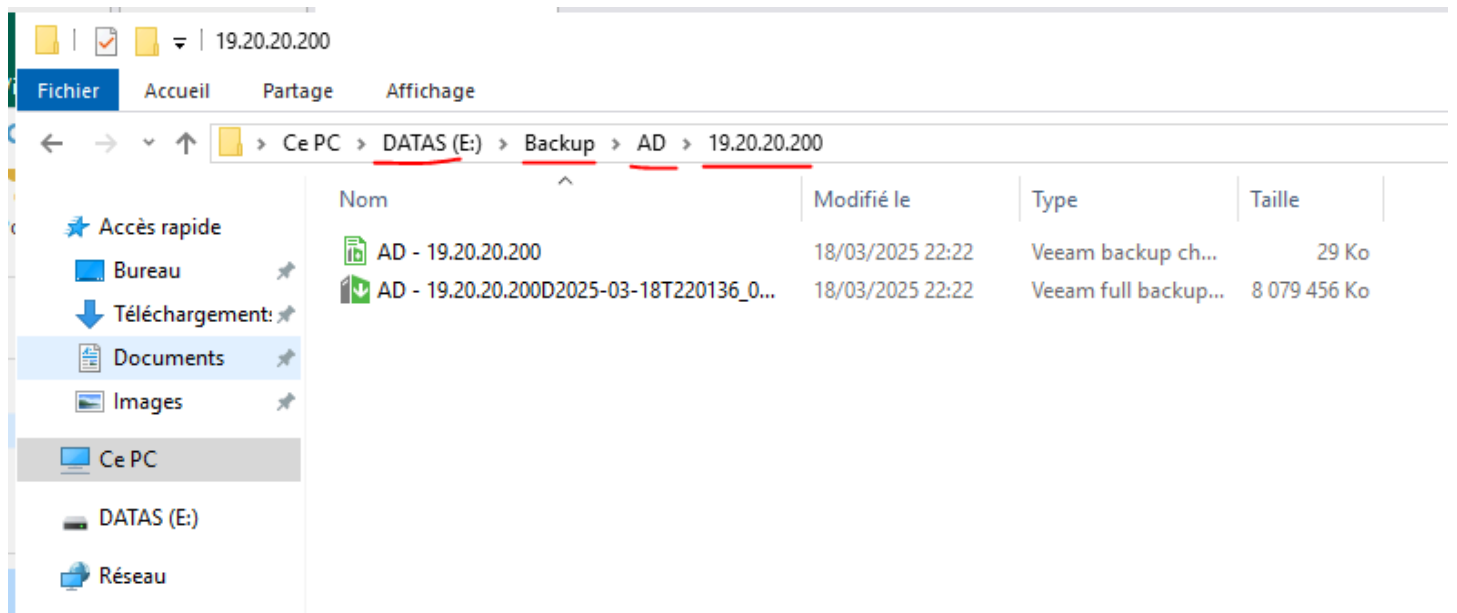 19.20.20.200
Fichier Accueil Partage Affichage
Ce PC > DATAS (E:) > Backup > AD > 19.20.20.200
Nom Modifié le Type Taille
Accès rapide
AD - 19.20.20.200 18/03/2025 22:22 Veeam backup ch... 29 Ko
Bureau
AD - 19.20.20.200D2025-03-18T220136_0... 18/03/2025 22:22 Veeam full backup... 8 079 456 Ko
Téléchargement:
Documents
Images
Ce PC
DATAS (E:)
Réseau